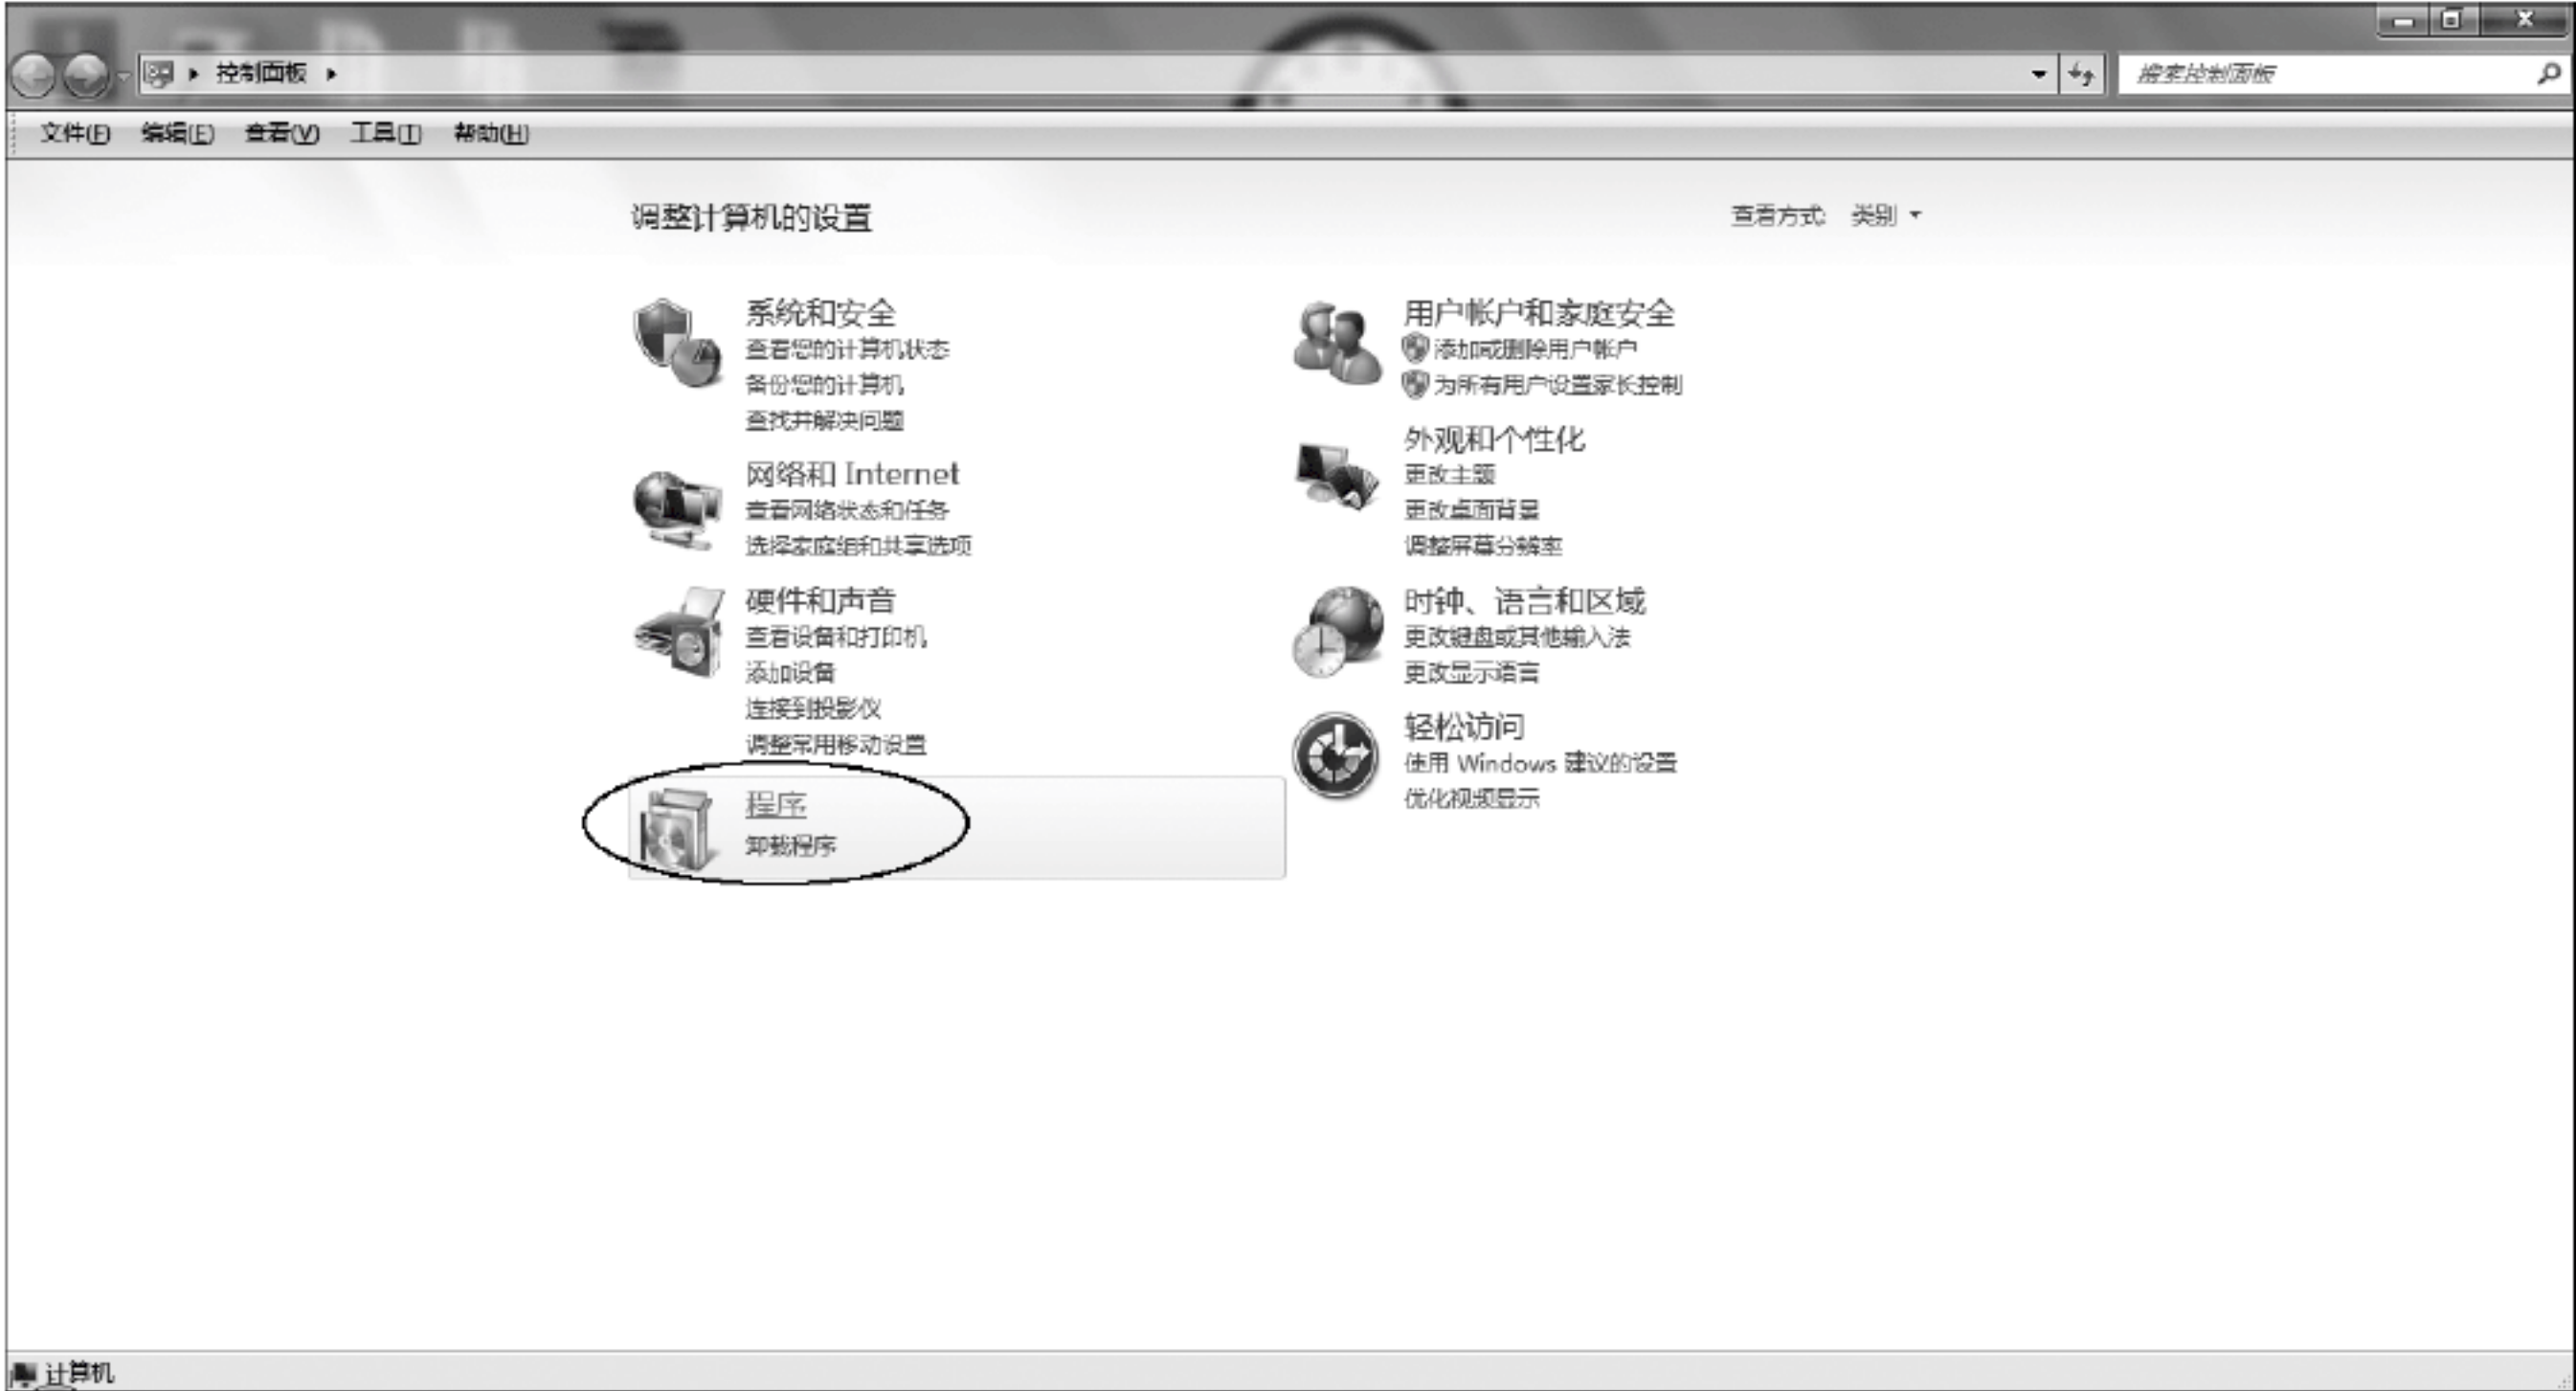 控制面板
搜索控制面板
文件(F) 编辑(E) 查看(V) 工具(T) 帮助(H)
调整计算机的设置
查看方式: 类别
系统和安全
查看您的计算机状态
备份您的计算机
查找并解决问题
网络和 Internet
查看网络状态和任务
选择家庭组和共享选项
硬件和声音
查看设备和打印机
添加设备
连接到投影仪
调整常用移动设置
程序
卸载程序
用户帐户和家庭安全
添加或删除用户帐户
为所有用户设置家长控制
外观和个性化
更改主题
更改桌面背景
调整屏幕分辨率
时钟、语言和区域
更改键盘或其他输入法
更改显示语言
轻松访问
使用 Windows 建议的设置
优化视频显示
计算机